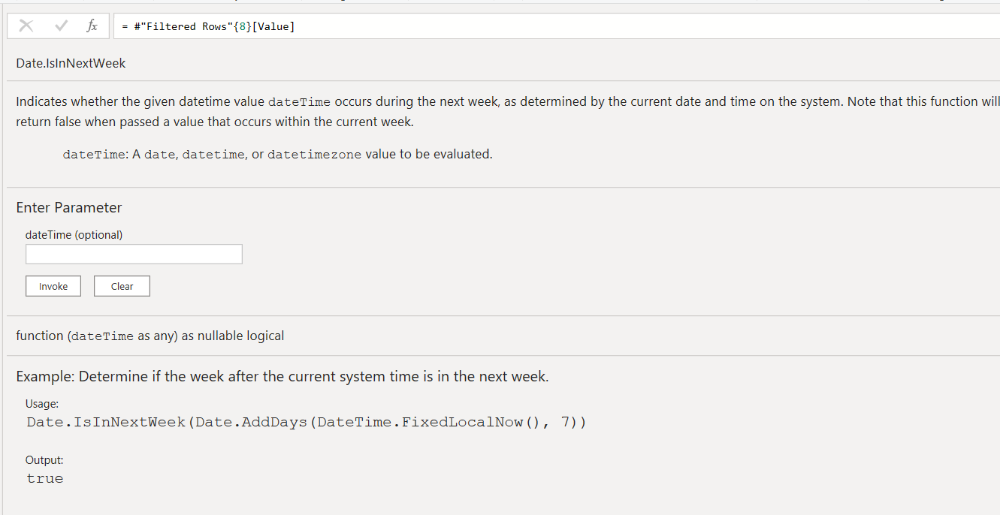 fx
= #"Filtered Rows"{8}[Value]
Date.IsInNextWeek
Indicates whether the given datetime value dateTime occurs during the next week, as determined by the current date and time on the system. Note that this function will
return false when passed a value that occurs within the current week.
dateTime: A date, datetime, or datetimezone value to be evaluated.
Enter Parameter
dateTime (optional)
Invoke Clear
function (dateTime as any) as nullable logical
Example: Determine if the week after the current system time is in the next week.
Usage:
Date.IsInNextWeek(Date.AddDays(DateTime.FixedLocalNow(), 7))
Output:
true